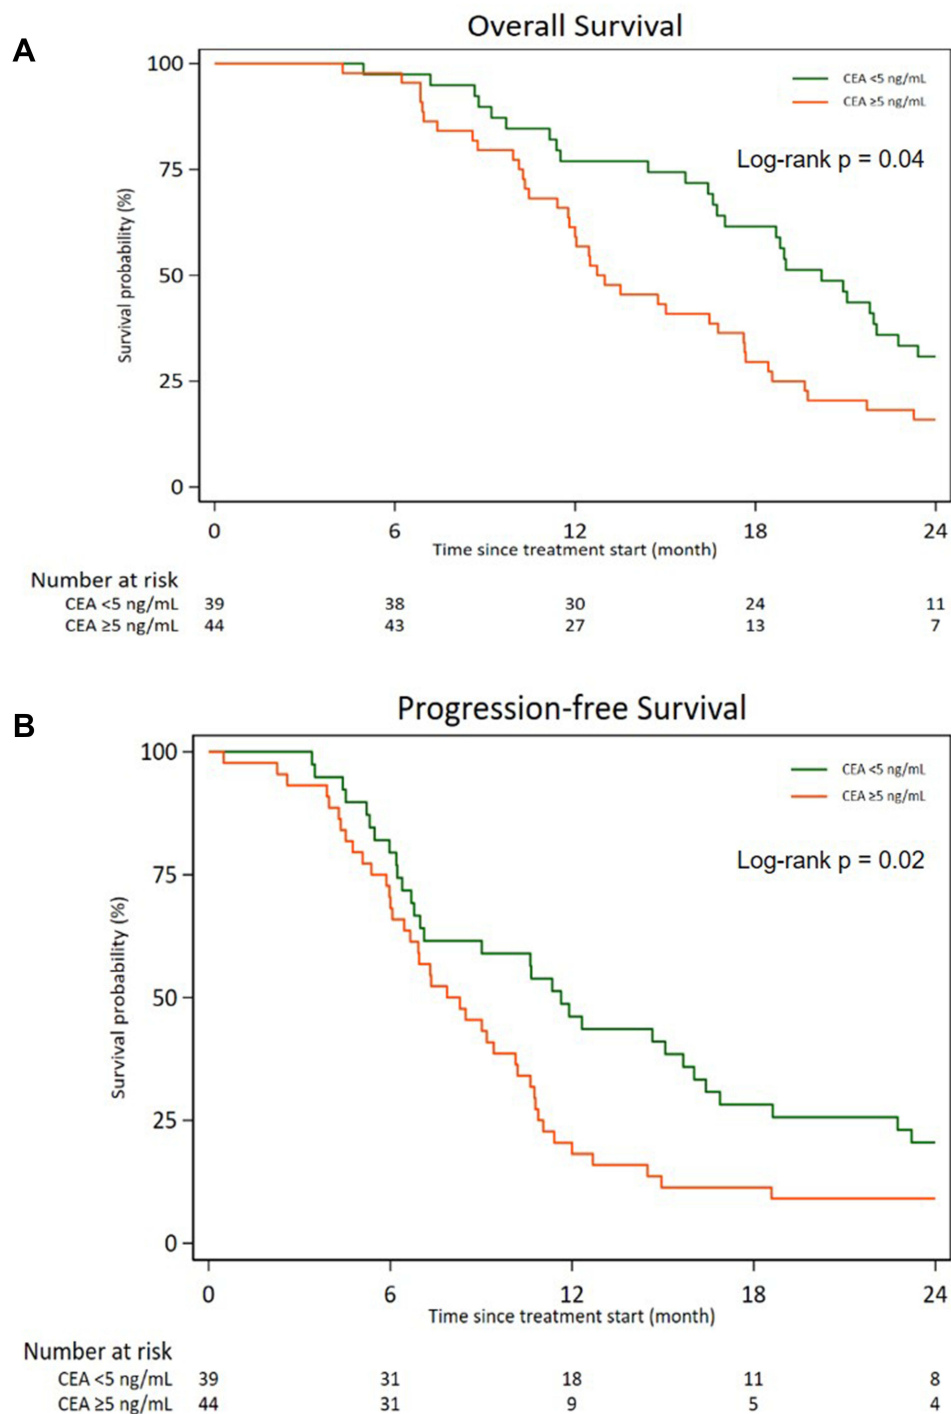 A
Overall Survival
CEA <5 ng/mL
CEA ≥5 ng/mL
Log-rank p = 0.04
Survival probability (%)
100
75
50
25
0
0 6 12 18 24
Time since treatment start (month)
Number at risk
CEA <5 ng/mL 39 38 30 24 11
CEA ≥5 ng/mL 44 43 27 13 7
B
Progression-free Survival
CEA <5 ng/mL
CEA ≥5 ng/mL
Log-rank p = 0.02
Survival probability (%)
100
75
50
25
0
0 6 12 18 24
Time since treatment start (month)
Number at risk
CEA <5 ng/mL 39 31 18 11 8
CEA ≥5 ng/mL 44 31 9 5 4